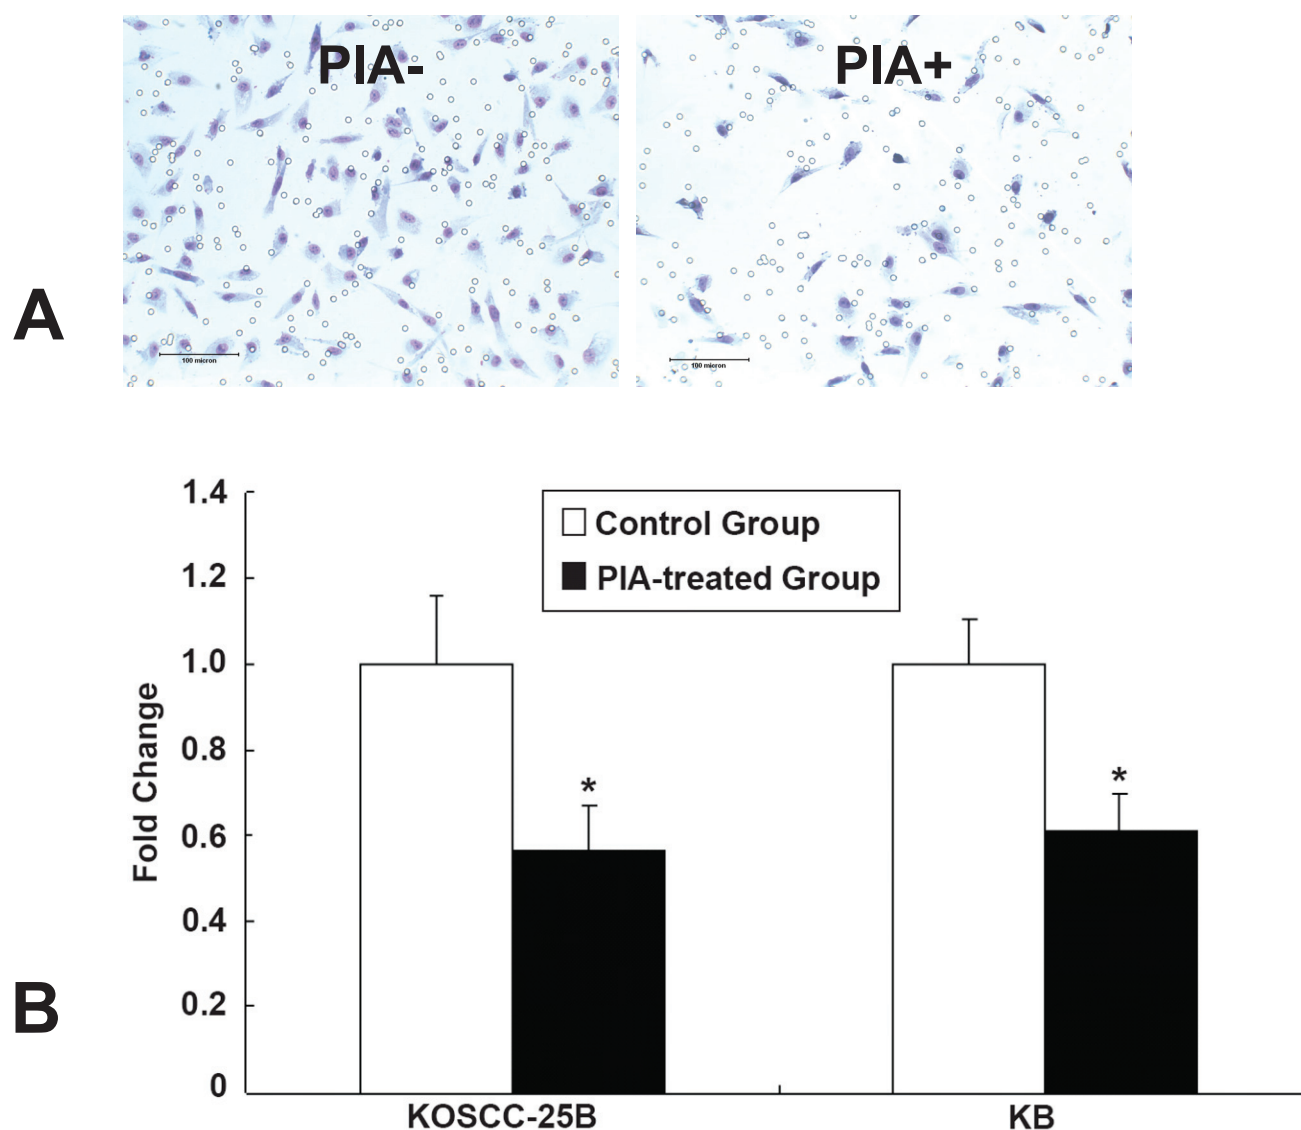 PIA-
PIA+
A
100 micron
100 micron
1.4
Control Group
1.2
PIA-treated Group
1.0
Fold Change
0.8
*
*
0.6
0.4
B
0.2
0
KOSCC-25B
KB